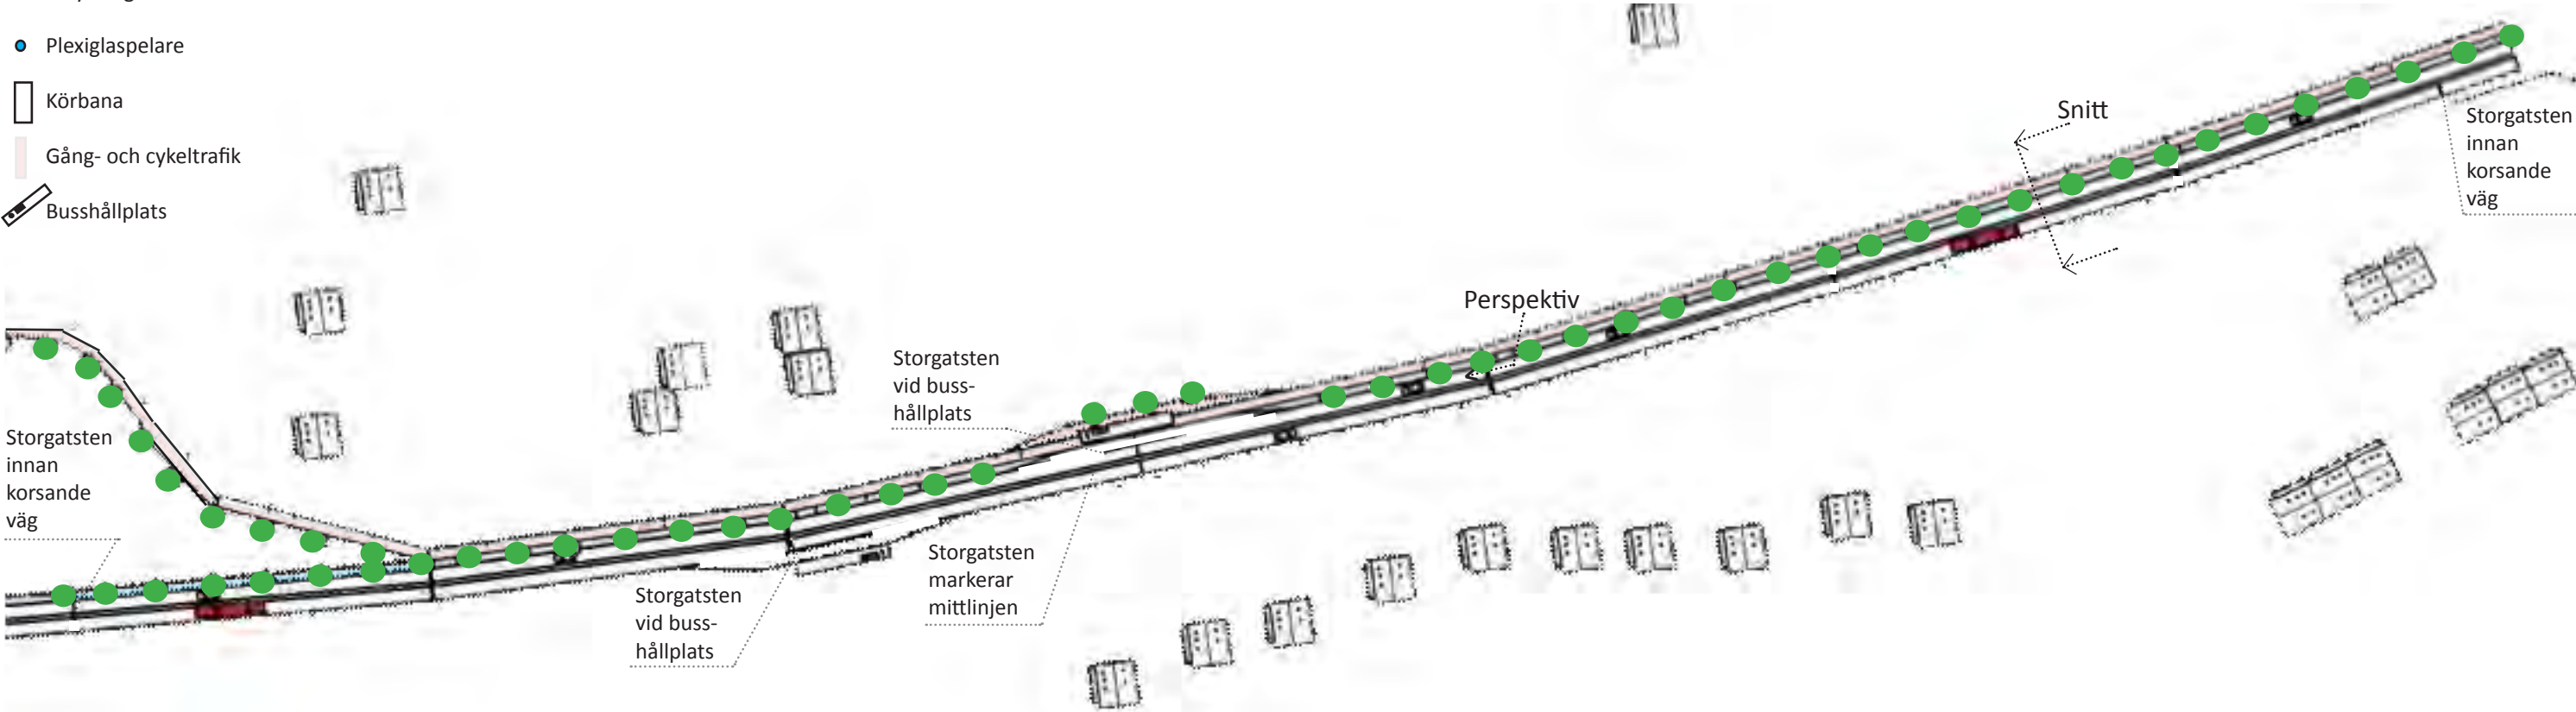 Plexiglaspelare
Körbana
Gång- och cykeltrafik
Busshållplats
Snitt
Storgatsten
innan
korsande
väg
Perspektiv
Storgatsten
vid buss-
hållplats
Storgatsten
innan
korsande
väg
Storgatsten
markerar
mittlinjen
Storgatsten
vid buss-
hållplats